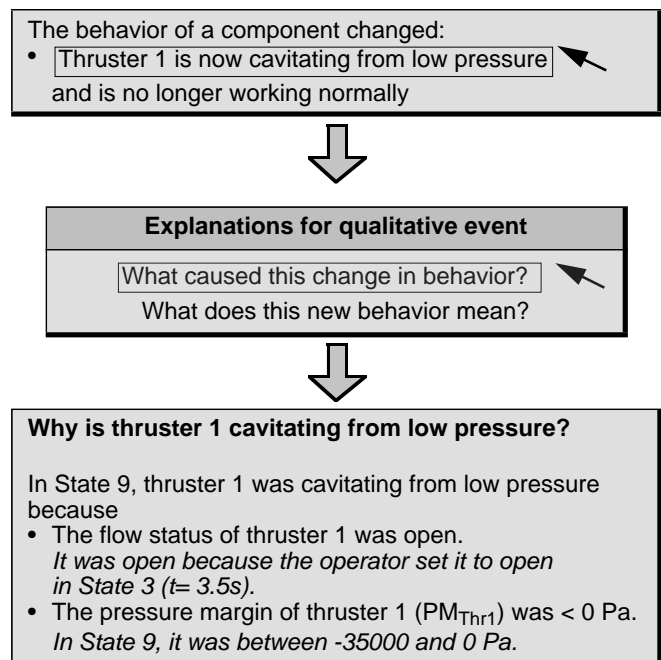 The behavior of a component changed:
• Thruster 1 is now cavitating from low pressure
and is no longer working normally
Explanations for qualitative event
What caused this change in behavior?
What does this new behavior mean?
Why is thruster 1 cavitating from low pressure?
In State 9, thruster 1 was cavitating from low pressure
because
• The flow status of thruster 1 was open.
It was open because the operator set it to open
in State 3 (t= 3.5s).
• The pressure margin of thruster 1 (PMThr1) was < 0 Pa.
In State 9, it was between -35000 and 0 Pa.